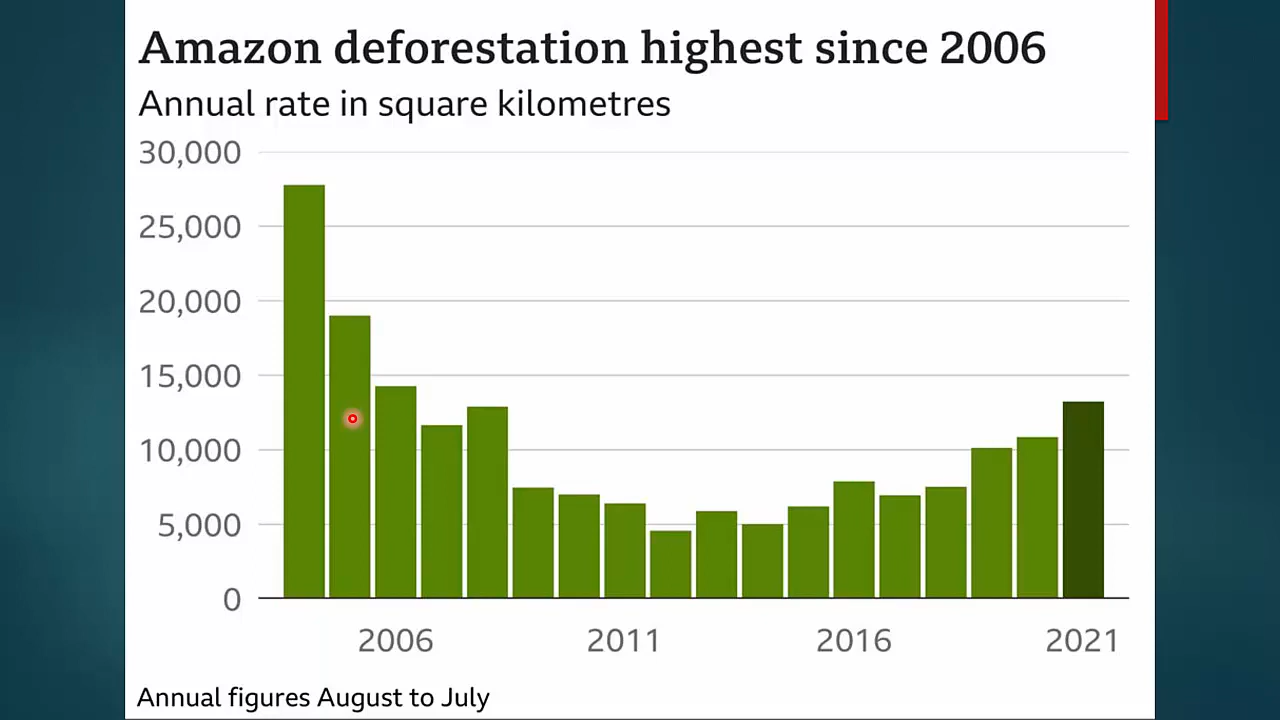 Amazon deforestation highest since 2006
Annual rate in square kilometres
30,000
25,000
20,000
15,000
10,000
5,000
0
2006 2011 2016 2021
Annual figures August to July